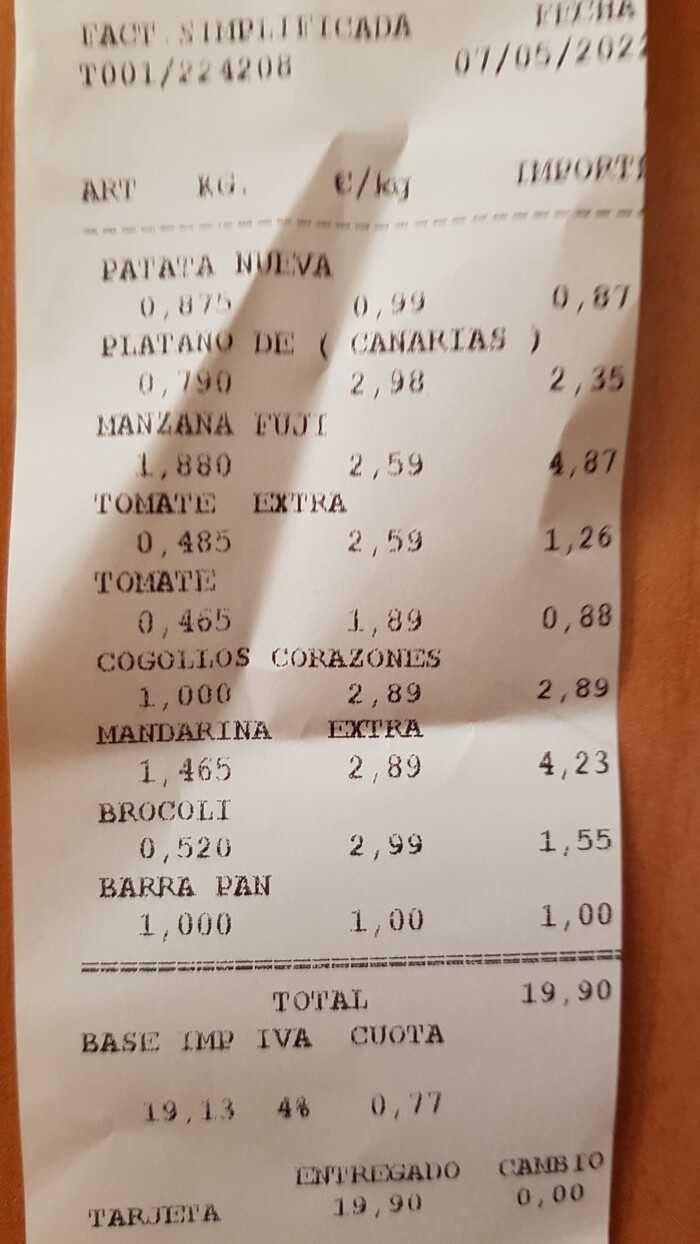 FACT.SIMPLIFICADA FECHA
T001/224208 07/05/2022
ART KG. €/kg IMPORTE
PATATA NUEVA
0,875 0,99 0,87
PLATANO DE ( CANARIAS )
0,790 2,98 2,35
MANZANA FUJI
1,880 2,59 4,87
TOMATE EXTRA
0,485 2,59 1,26
TOMATE
0,465 1,89 0,88
COGOLLOS CORAZONES
1,000 2,89 2,89
MANDARINA EXTRA
1,465 2,89 4,23
BROCOLI
0,520 2,99 1,55
BARRA PAN
1,000 1,00 1,00
TOTAL 19,90
BASE IMP IVA CUOTA
19,13 4% 0,77
ENTREGADO CAMBIO
TARJETA 19,90 0,00